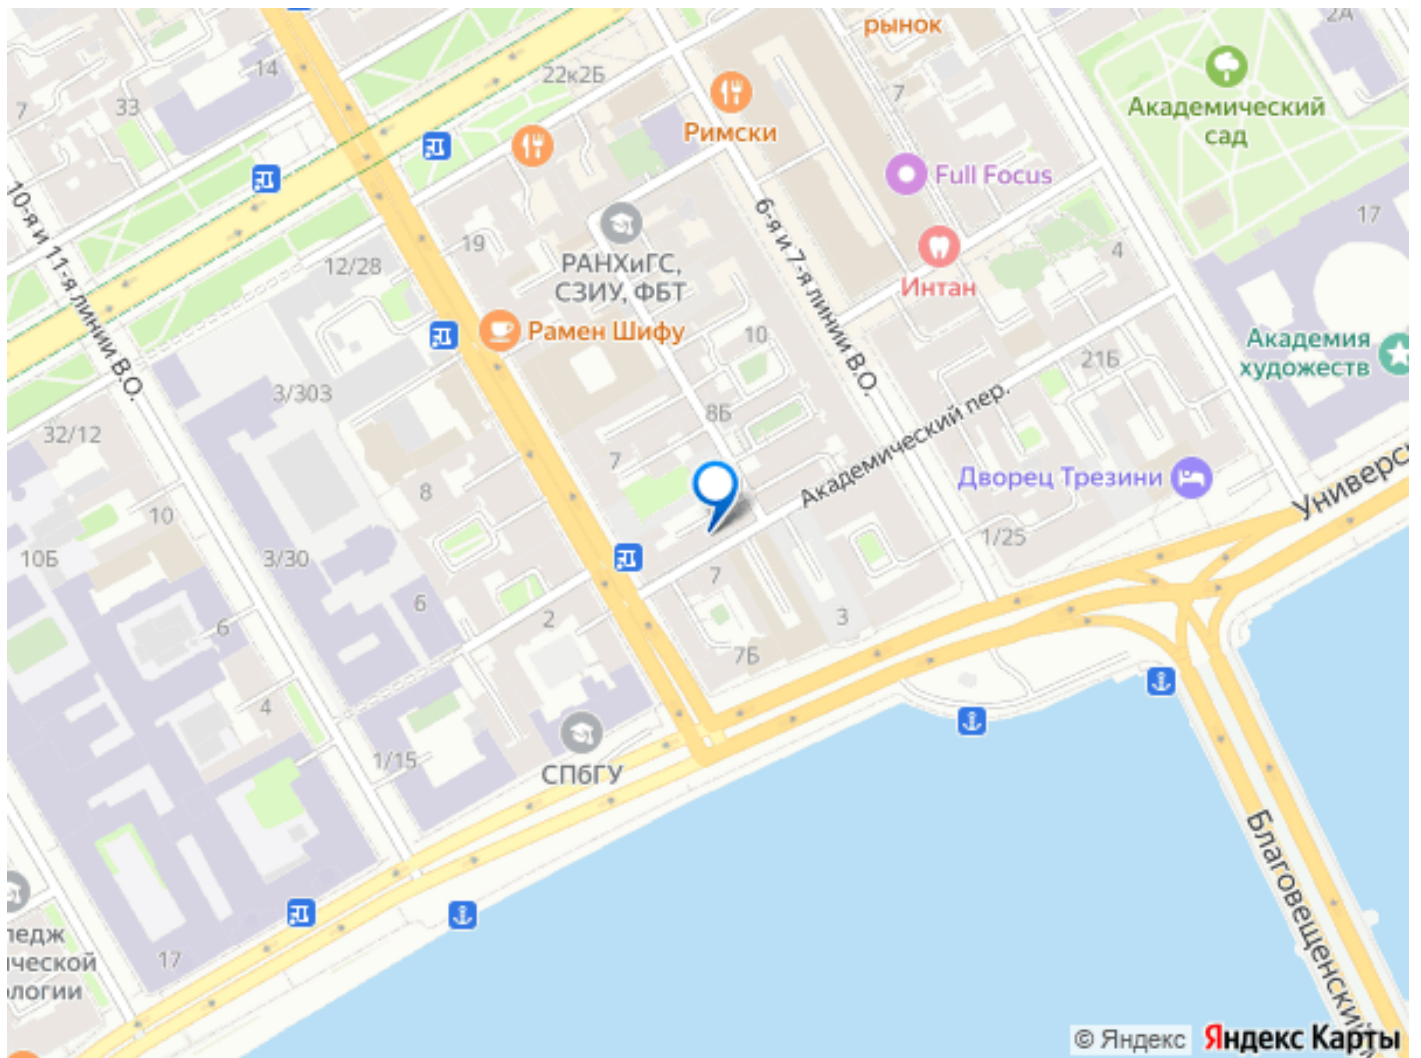 рынок
2А
14
22к2Б
7
33
7
Римски
Академический
сад
Full Focus
10-я и 11-я линии В.О.
6-я и 7-я линии В.О.
17
19
4
12/28
РАНХиГС,
СЗИУ, ФБТ
Интан
Рамен Шифу
10
Академия
художеств
21Б
3/303
8Б
Академический пер.
32/12
7
8
Дворец Трезини
Универс
10
1/25
10Б
3/30
7
6
2
3
6
7Б
4
1/15
СПбГУ
Благовещенский
ледж
ической
ологии
17
© Яндекс
Яндекс Карты